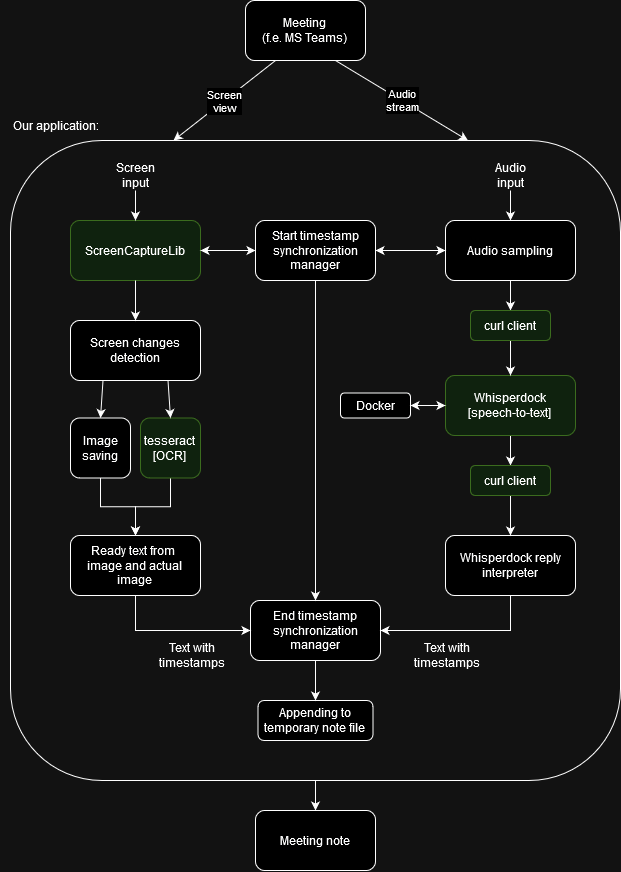 Meeting
(f.e. MS Teams)
Screen
view
Audio
stream
Our application:
Screen
input
Audio
input
ScreenCaptureLib
Start timestamp
synchronization
manager
Audio sampling
curl client
Screen changes
detection
Docker
Whisperdock
[speech-to-text]
Image
saving
tesseract
[OCR]
curl client
Ready text from
image and actual
image
Whisperdock reply
interpreter
End timestamp
synchronization
manager
Text with
timestamps
Text with
timestamps
Appending to
temporary note file
Meeting note